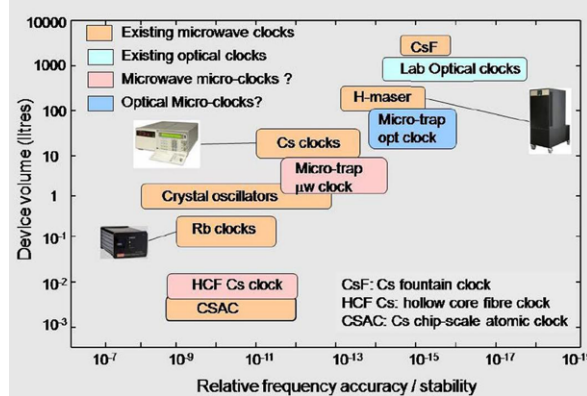 Existing microwave clocks
Existing optical clocks
Microwave micro-clocks ?
Optical Micro-clocks?
CsF
Lab Optical clocks
H-maser
Micro-trap
opt clock
Cs clocks
Micro-trap
μw clock
Crystal oscillators
Rb clocks
HCF Cs clock
CSAC
CsF: Cs fountain clock
HCF Cs: hollow core fibre clock
CSAC: Cs chip-scale atomic clock
Device volume (litres)
10000
1000
100
10
1
10⁻¹
10⁻²
10⁻³
10⁻⁷
10⁻⁹
10⁻¹¹
10⁻¹³
10⁻¹⁵
10⁻¹⁷
Relative frequency accuracy / stability